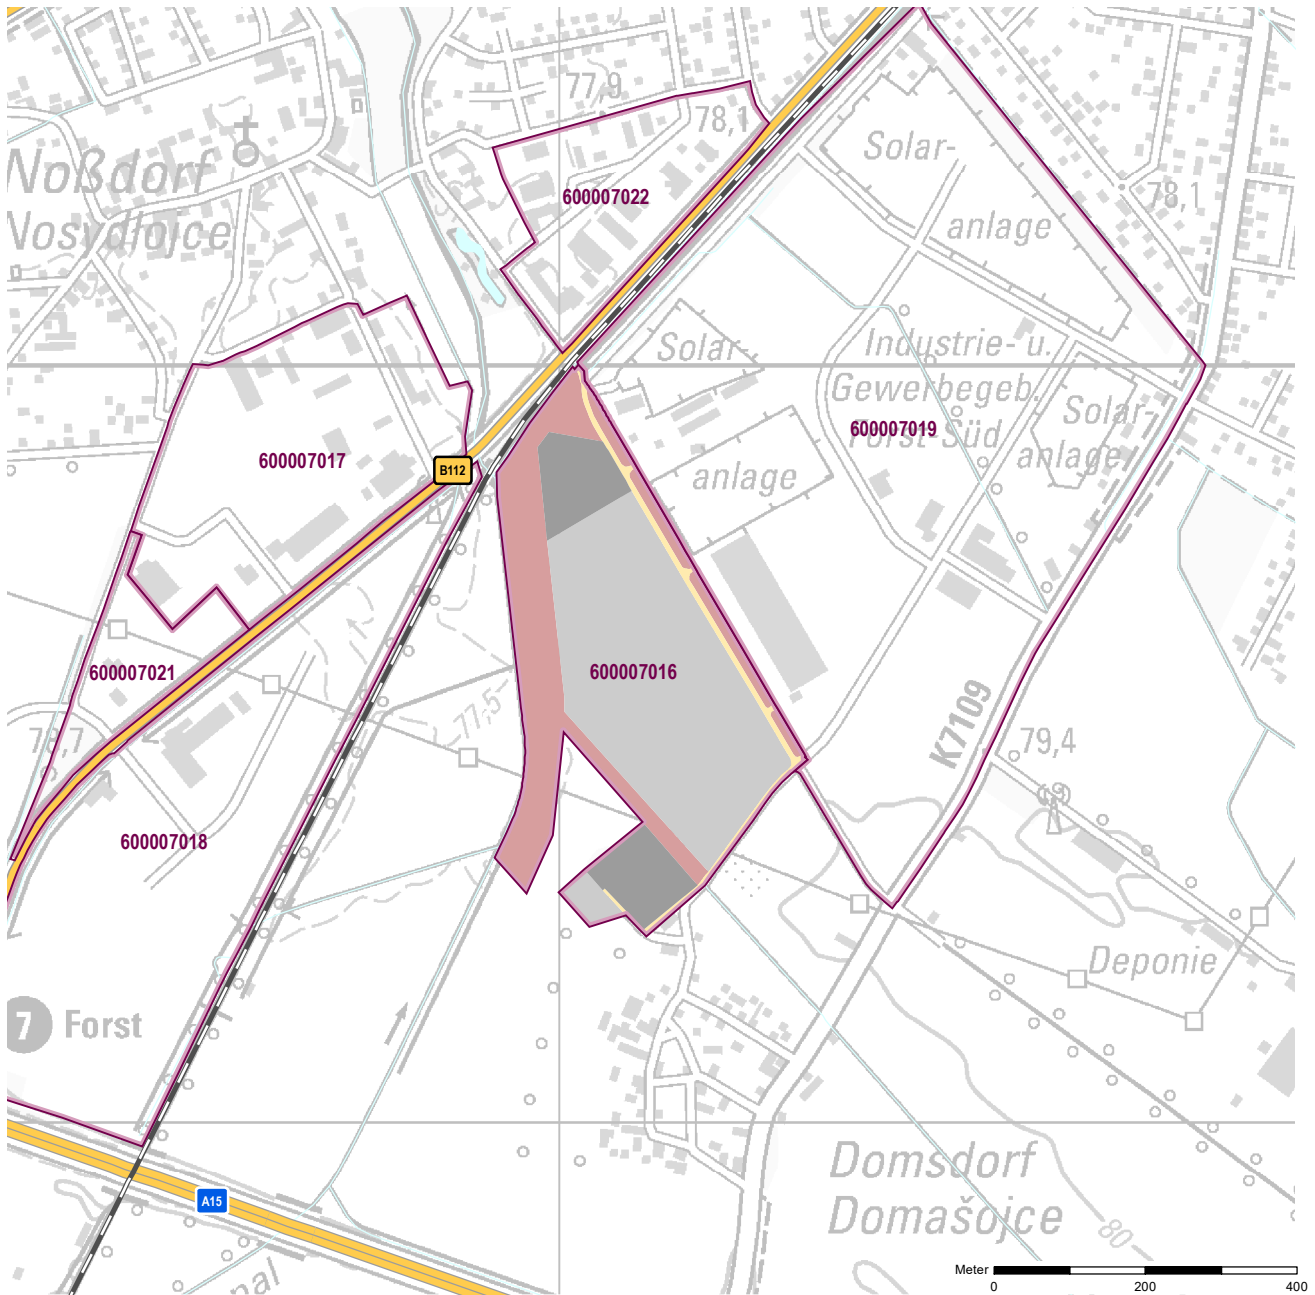 77,9
78,1
Noßdorf
Nosydłojce
600007022
Solar-
anlage
78,1
Solar-
anlage
Industrie- u.
Gewerbegeb.
Forst-Süd
600007019
Solar-
anlage
600007017
B112
600007016
600007021
77,5
78,7
K7109
79,4
600007018
Deponie
7 Forst
Domsdorf
Domašojce
A15
80
Meter
0 200 400